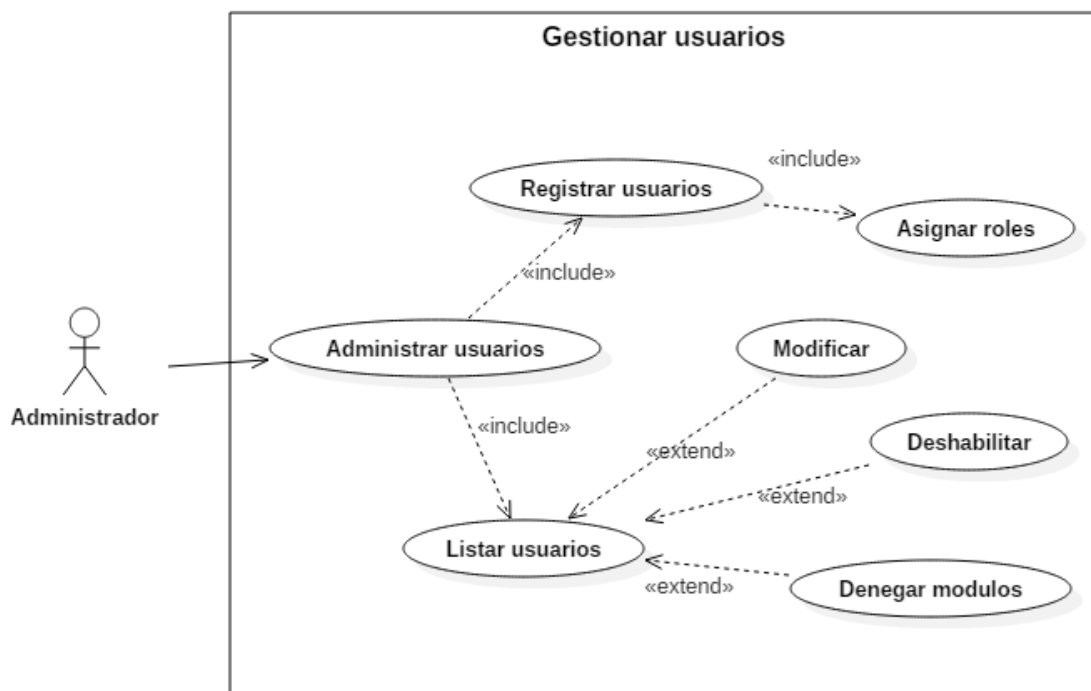 Gestionar usuarios
«include»
Registrar usuarios
Asignar roles
«include»
Administrar usuarios
Modificar
Administrador
«include»
Deshabilitar
«extend»
«extend»
Listar usuarios
«extend»
Denegar modulos